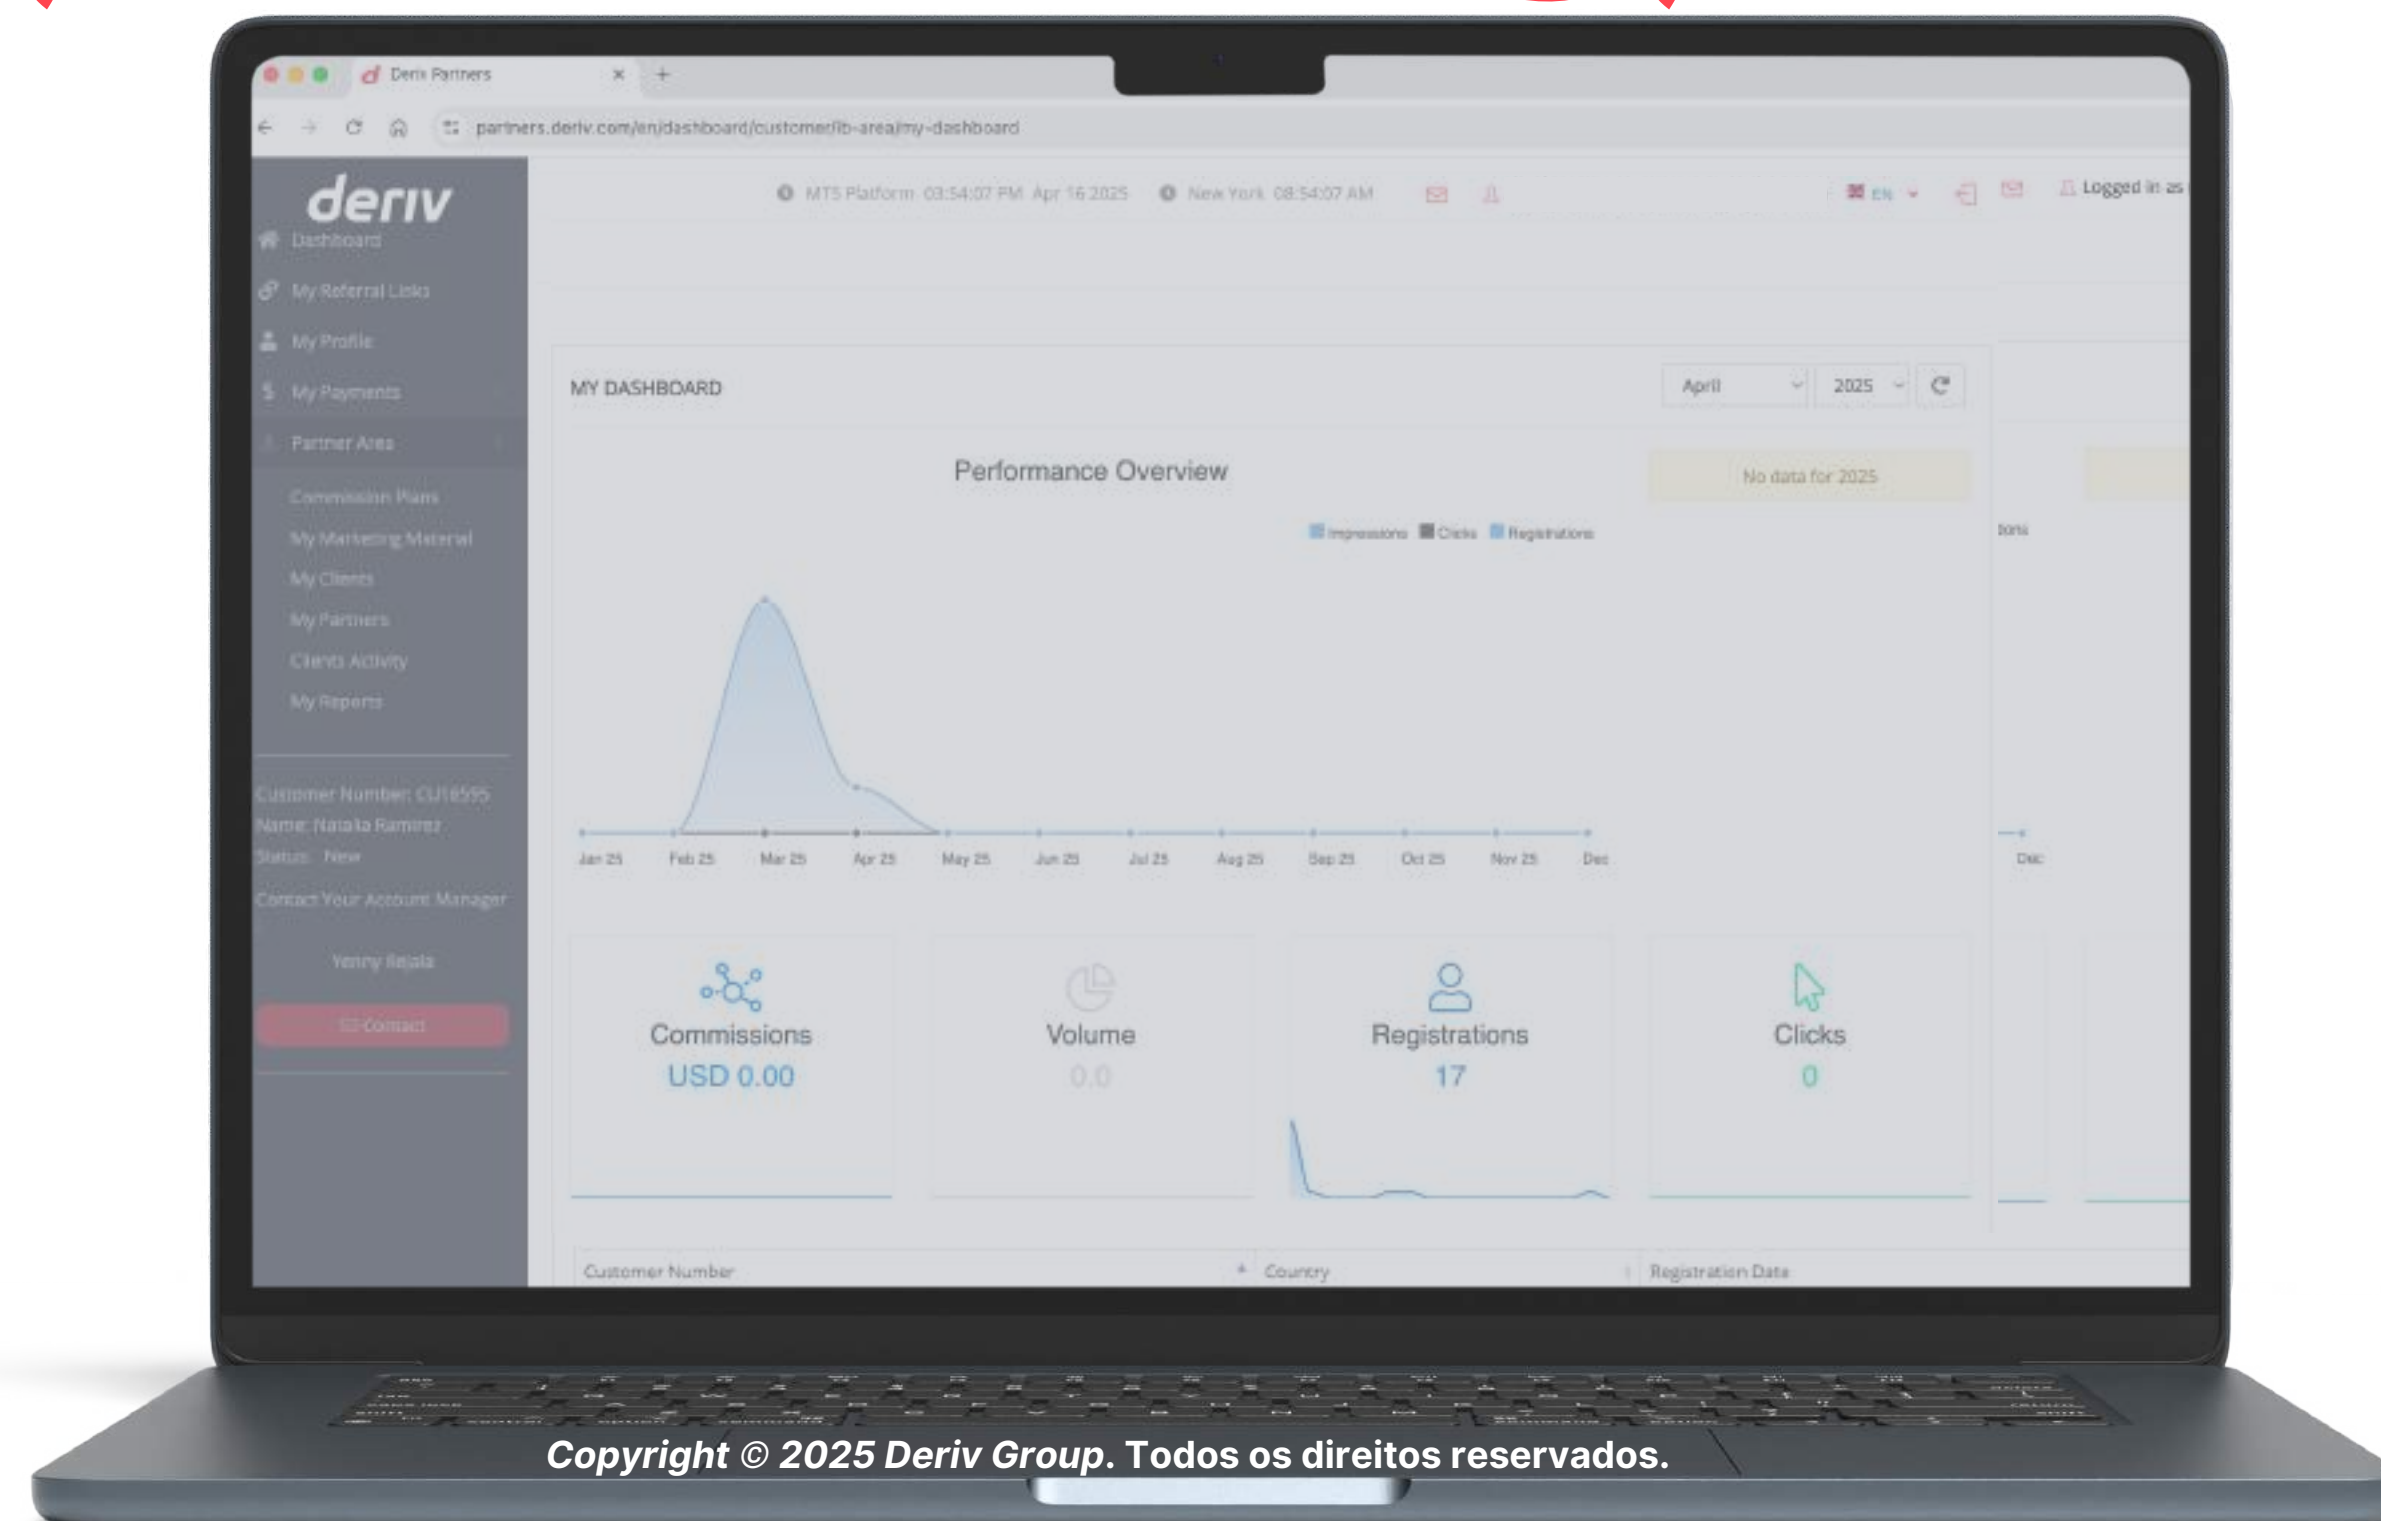 Deriv Partners
partners.deriv.com/en/dashboard/customer/ib-area/my-dashboard
deriv
MT5 Platform 03:54:07 PM Apr 16 2025
New York 08:54:07 AM
EN
Logged in as
Dashboard
My Referral Links
My Profile
$ My Payments
Partner Area
Commission Plans
My Marketing Material
My Clients
My Partners
Clients Activity
My Reports
Customer Number: CU16595
Name: Natalia Ramirez
Status: New
Contact Your Account Manager
Yenny
Contact
MY DASHBOARD
April
2025
Performance Overview
No data for 2025
Impressions Clicks Registrations
tions
Jan 25 Feb 25 Mar 25 Apr 25 May 25 Jun 25 Jul 25 Aug 25 Sep 25 Oct 25 Nov 25 Dec
Dec
Commissions
USD 0.00
Volume
0.0
Registrations
17
Clicks
0
Customer Number
Country
Registration Date
Copyright © 2025 Deriv Group. Todos os direitos reservados.